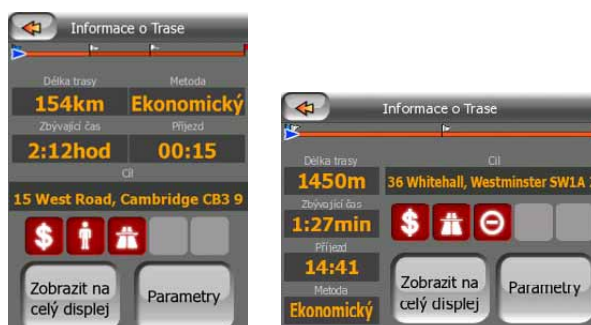 Informace o Trase
Délka trasy
Metoda
154km
Ekonomický
Zbývající čas
Příjezd
2:12hod
00:15
Cíl
15 West Road, Cambridge CB3 9
$
Zobrazit na
celý displej
Parametry
Informace o Trase
Délka trasy
Cíl
1450m
36 Whitehall, Westminster SW1A
Zbývající čas
1:27min
$
Příjezd
14:41
Metoda
Ekonomický
Zobrazit na
celý displej
Parametry